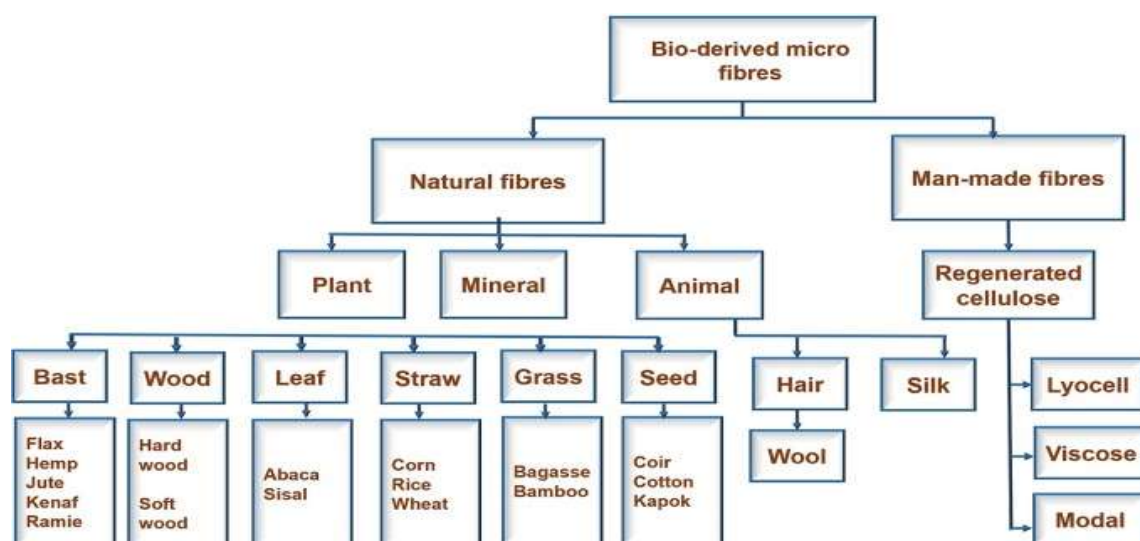 Bio-derived micro
fibres
Natural fibres
Man-made fibres
Plant
Mineral
Animal
Regenerated
cellulose
Bast
Wood
Leaf
Straw
Grass
Seed
Hair
Silk
Lyocell
Flax
Hemp
Jute
Kenaf
Ramie
Hard
wood
Soft
wood
Abaca
Sisal
Corn
Rice
Wheat
Bagasse
Bamboo
Coir
Cotton
Kapok
Wool
Viscose
Modal